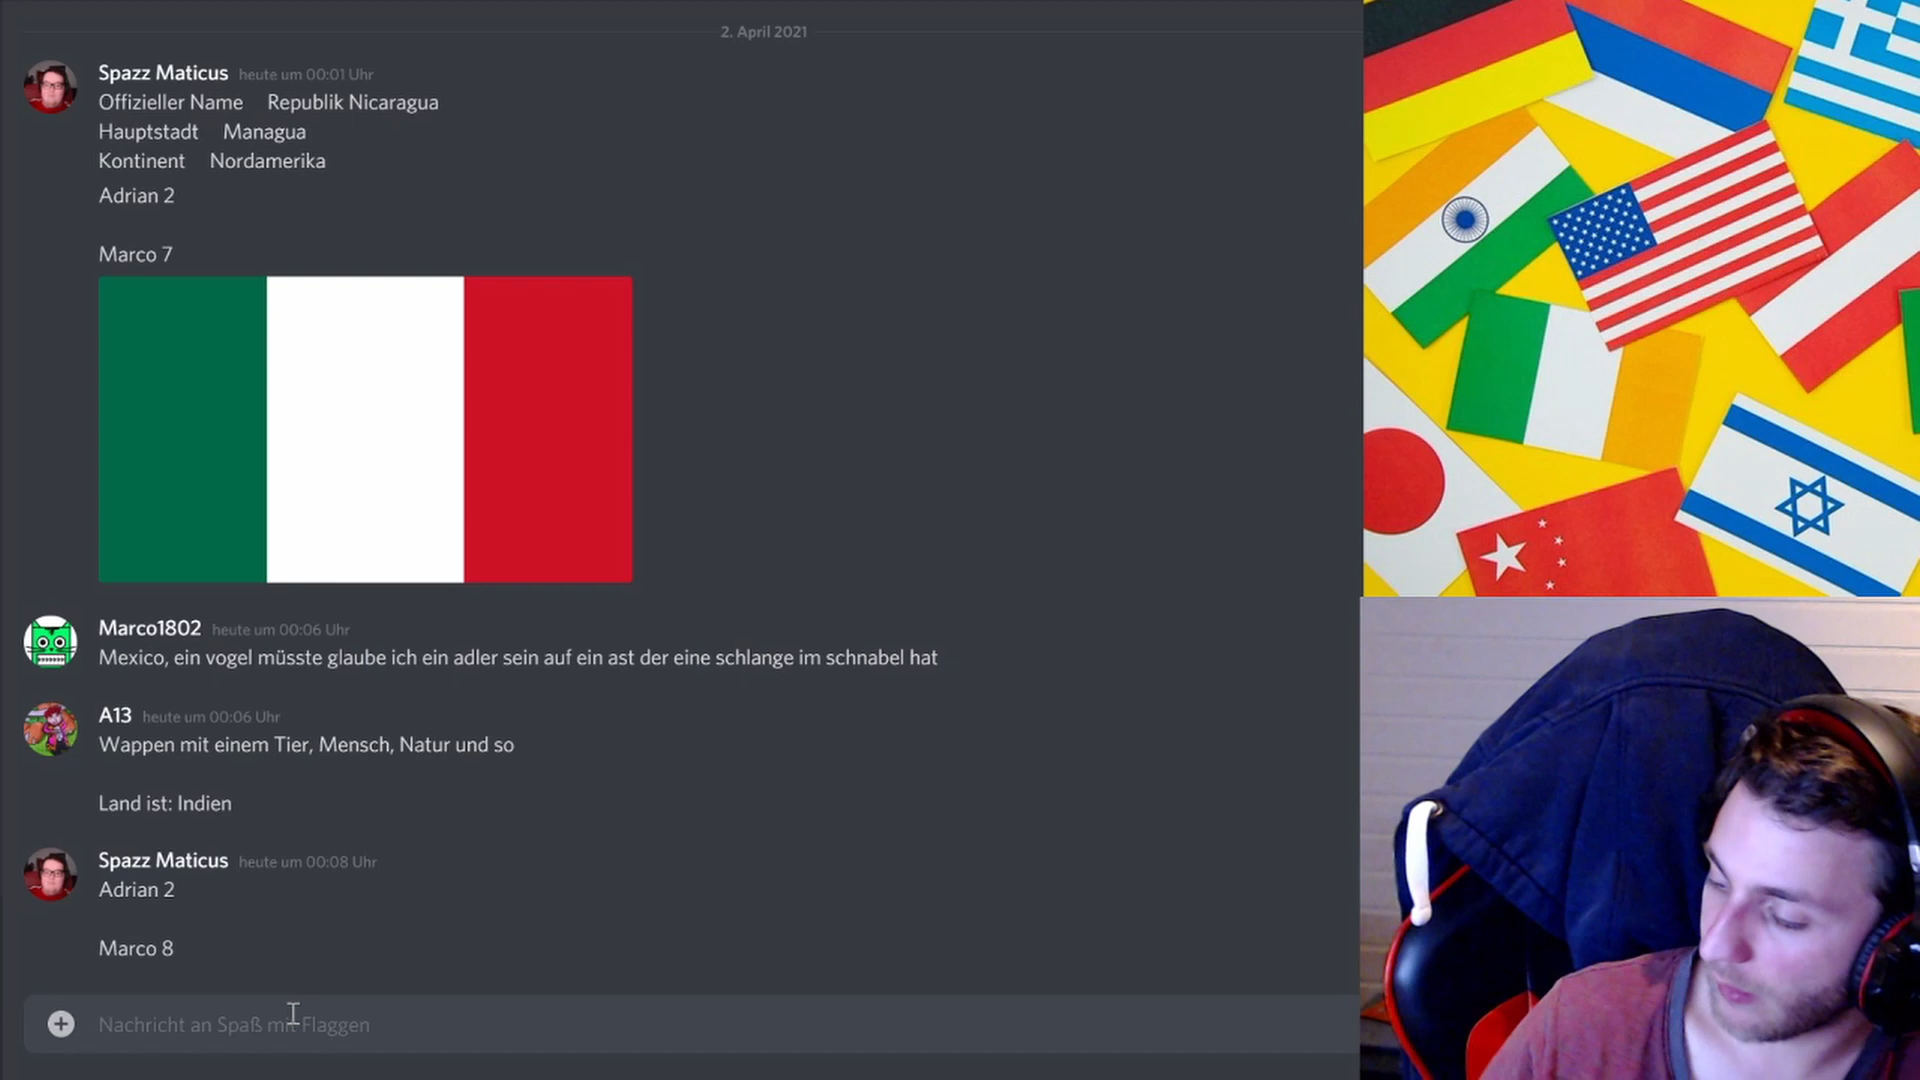 2. April 2021
Spazz Maticus heute um 00:01 Uhr
Offizieller Name Republik Nicaragua
Hauptstadt Managua
Kontinent Nordamerika
Adrian 2
Marco 7
Marco1802 heute um 00:06 Uhr
Mexico, ein vogel müsste glaube ich ein adler sein auf ein ast der eine schlange im schnabel hat
A13 heute um 00:06 Uhr
Wappen mit einem Tier, Mensch, Natur und so
Land ist: Indien
Spazz Maticus heute um 00:08 Uhr
Adrian 2
Marco 8
Nachricht an Spaß mit Flaggen